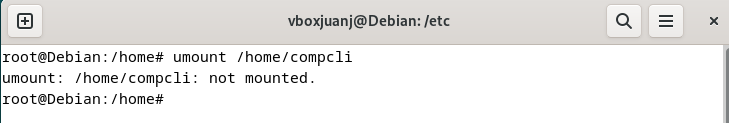 vboxjuanj@Debian: /etc
root@Debian:/home# umount /home/compcli
umount: /home/compcli: not mounted.
root@Debian:/home#